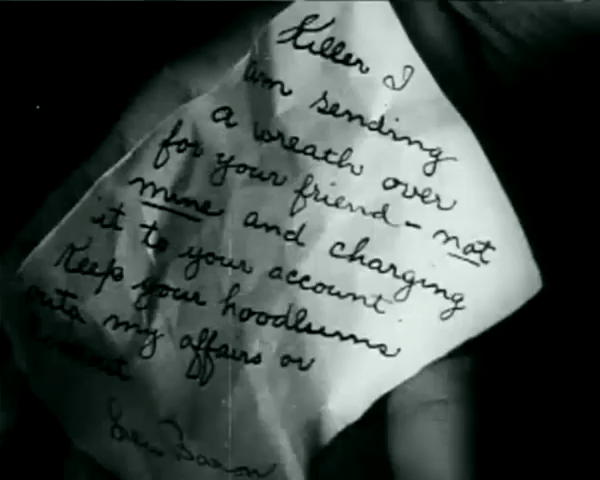 Killer I
am sending
a wreath over
for your friend - not
mine and charging
it to your account
Keep your hoodlums
outa my affairs or